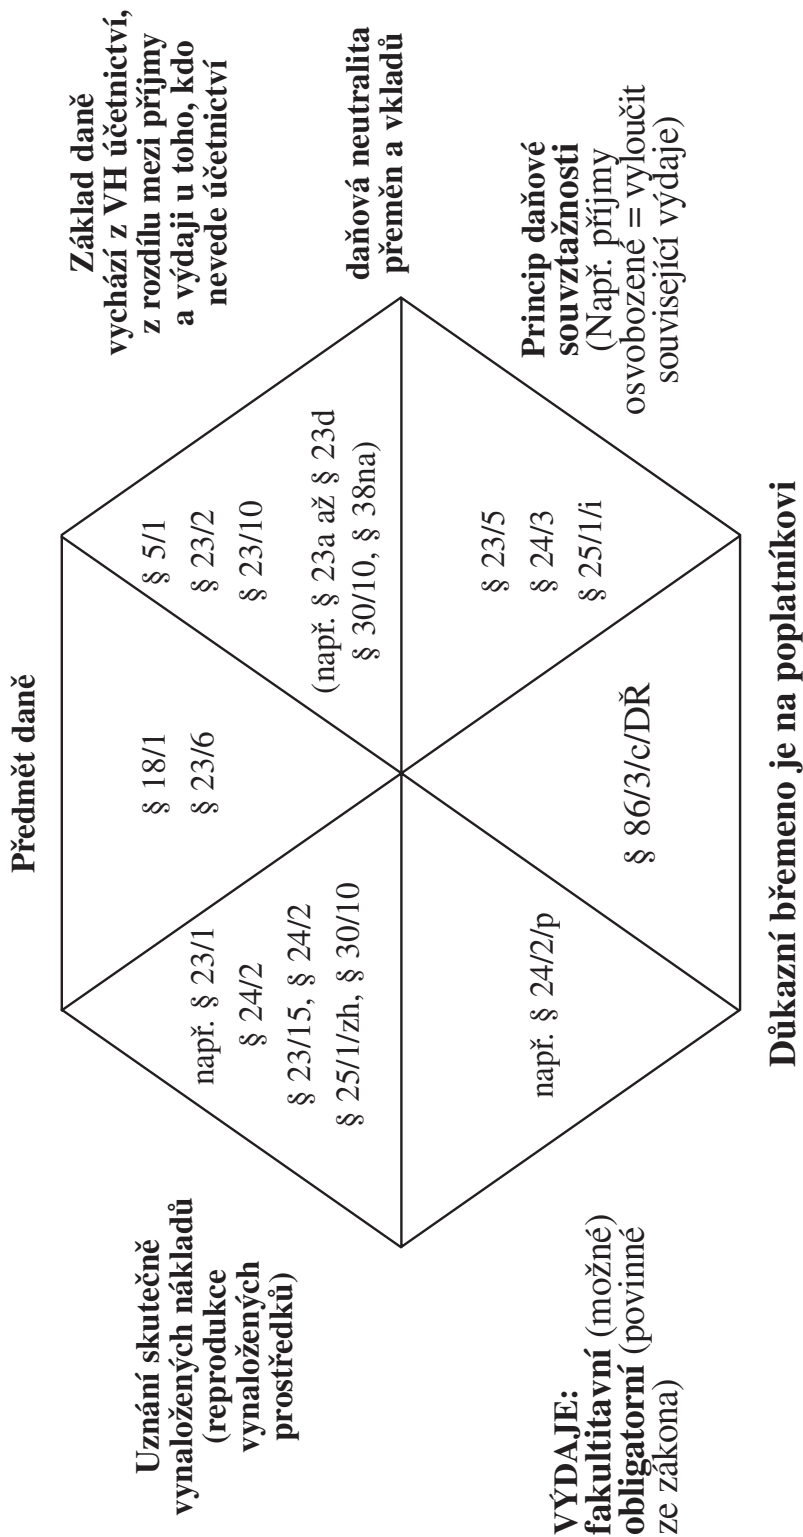 Předmět daně
Základ daně
vychází z VH účetnictví,
z rozdílu mezi příjmy
a výdaji u toho, kdo
nevede účetnictví
daňová neutralita
přeměn a vkladů
Uznání skutečně
vynaložených nákladů
(reprodukce
vynaložených
prostředků)
např. § 23/1
§ 24/2
§ 23/15, § 24/2
§ 25/1/zh, § 30/10
§ 18/1
§ 23/6
§ 5/1
§ 23/2
§ 23/10
(např. § 23a až § 23d
§ 30/10, § 38na)
např. § 24/2/p
§ 86/3/c/DŘ
§ 23/5
§ 24/3
§ 25/1/i
VÝDAJE:
fakultitavní (možné)
obligatorní (povinné
ze zákona)
Princip daňové
souvztažnosti
(Např. příjmy
osvobozené = vyloučit
související výdaje)
Důkazní břemeno je na poplatníkovi